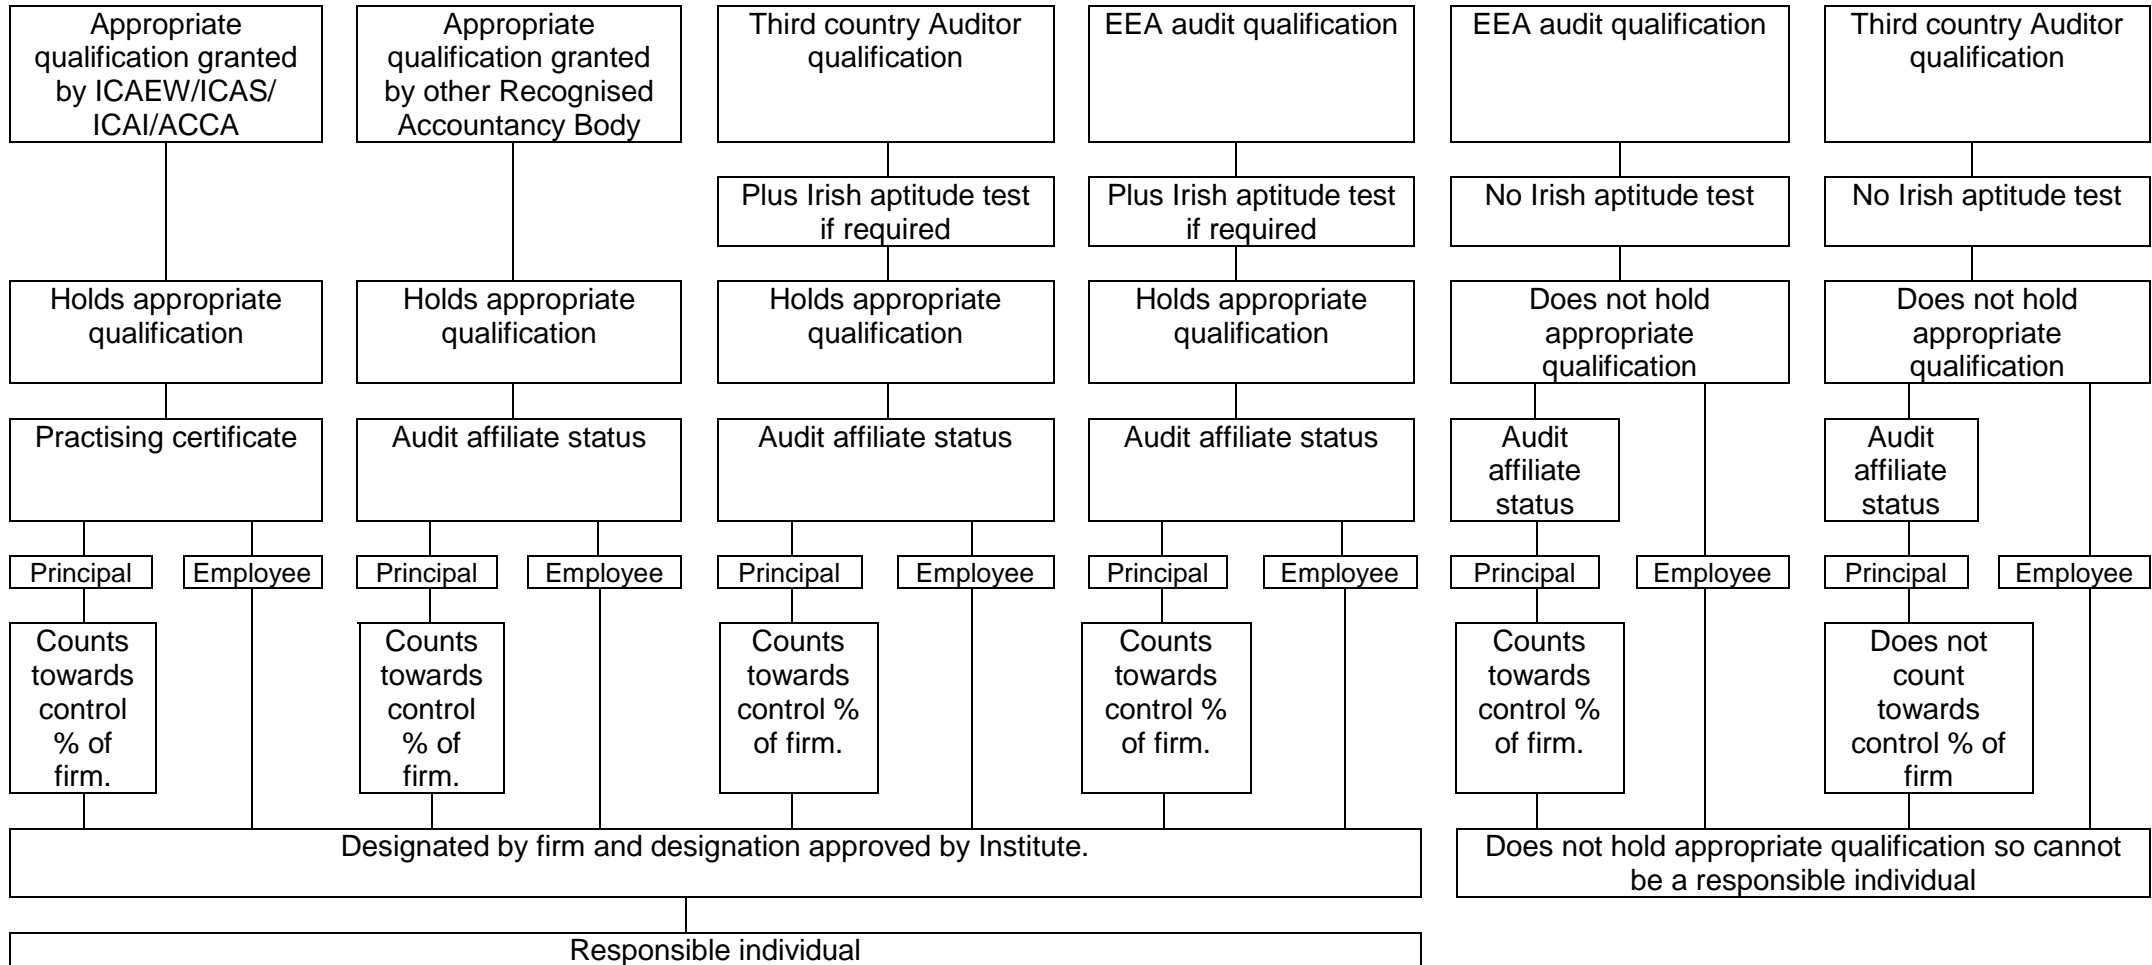 Appropriate
qualification granted
by ICAEW/ICAS/
ICAI/ACCA
Appropriate
qualification granted
by other Recognised
Accountancy Body
Third country Auditor
qualification
EEA audit qualification
EEA audit qualification
Third country Auditor
qualification
Plus Irish aptitude test
if required
Plus Irish aptitude test
if required
No Irish aptitude test
No Irish aptitude test
Holds appropriate
qualification
Holds appropriate
qualification
Holds appropriate
qualification
Holds appropriate
qualification
Does not hold
appropriate
qualification
Does not hold
appropriate
qualification
Practising certificate
Audit affiliate status
Audit affiliate status
Audit affiliate status
Audit
affiliate
status
Audit
affiliate
status
Principal
Employee
Principal
Employee
Principal
Employee
Principal
Employee
Principal
Employee
Principal
Employee
Counts
towards
control
% of
firm.
Counts
towards
control
% of
firm.
Counts
towards
control %
of firm.
Counts
towards
control %
of firm.
Counts
towards
control %
of firm.
Does not
count
towards
control % of
firm
Designated by firm and designation approved by Institute.
Does not hold appropriate qualification so cannot
be a responsible individual
Responsible individual